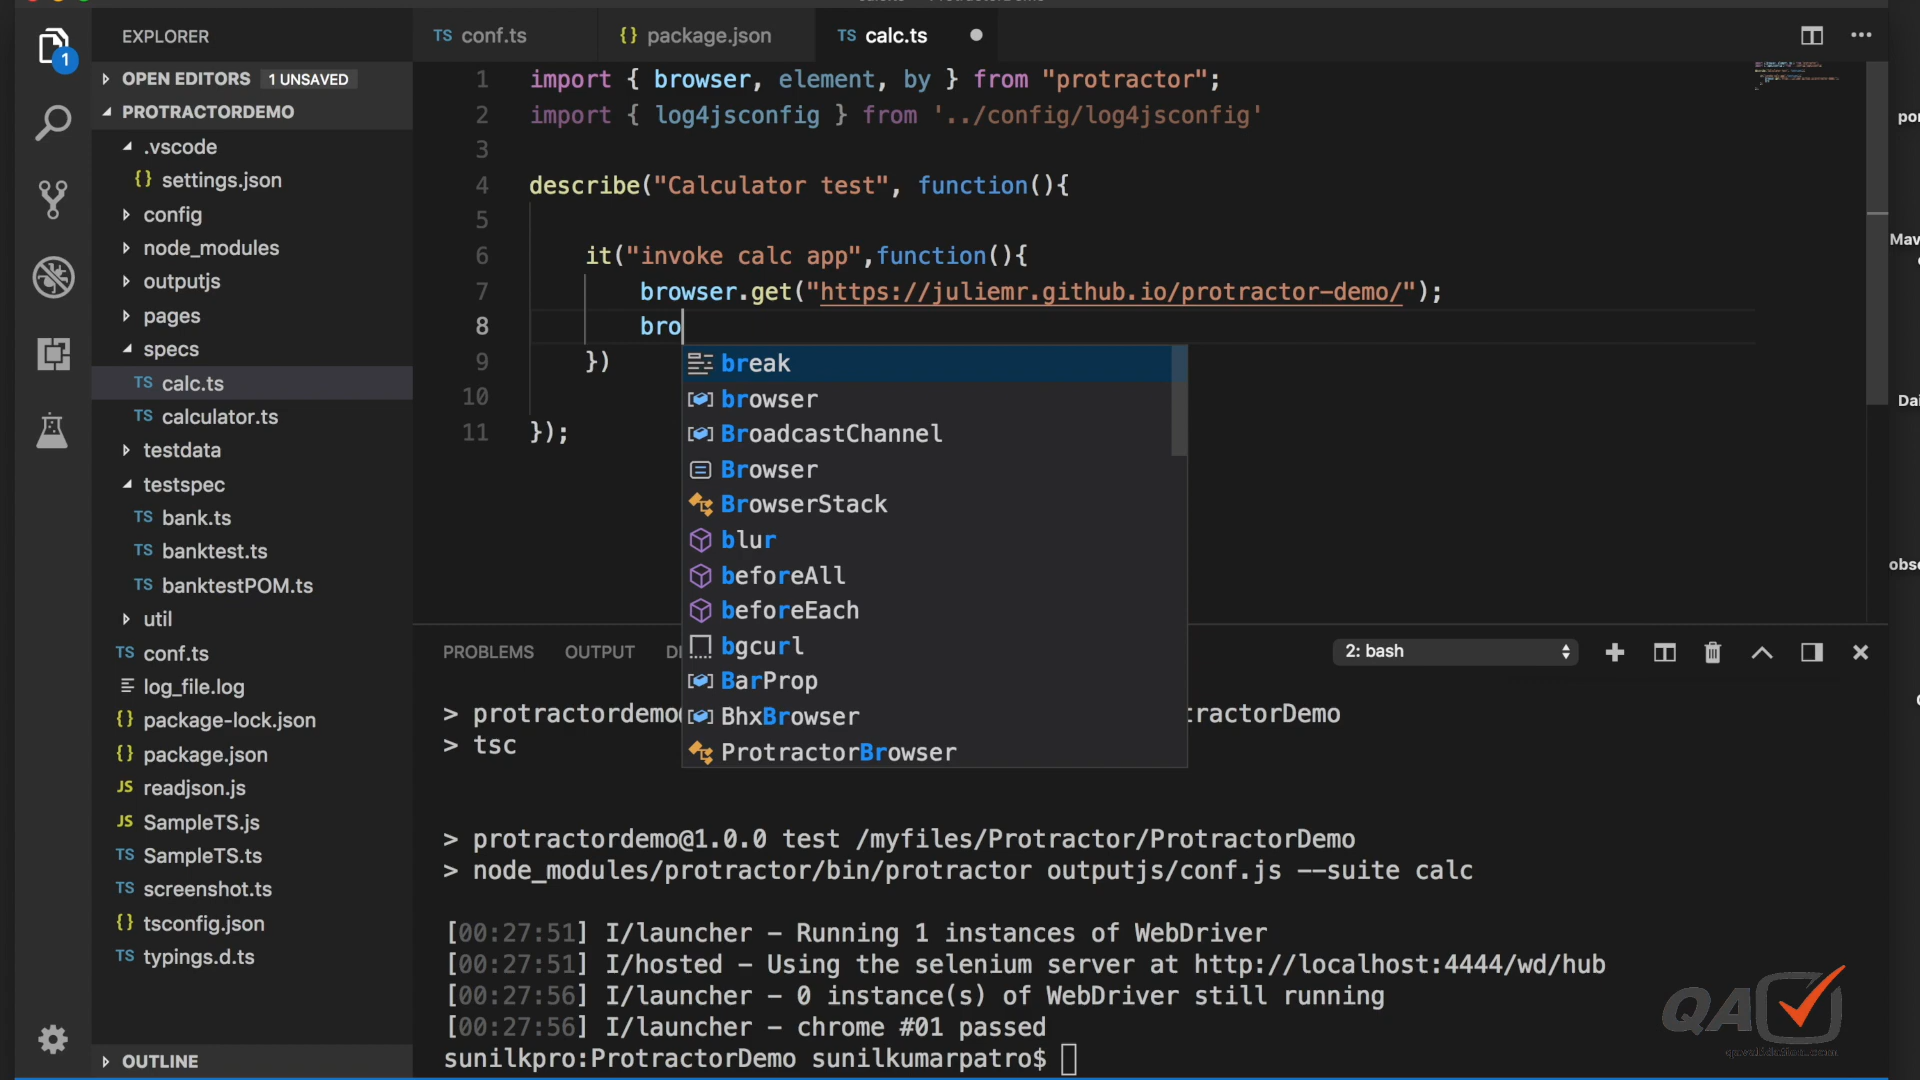 EXPLORER
TS conf.ts
{} package.json
TS calc.ts
OPEN EDITORS 1 UNSAVED
PROTRACTORDEMO
.vscode
{} settings.json
config
node_modules
outputjs
pages
specs
TS calc.ts
TS calculator.ts
testdata
testspec
TS bank.ts
TS banktest.ts
TS banktestPOM.ts
util
TS conf.ts
log_file.log
{} package-lock.json
{} package.json
JS readjson.js
JS SampleTS.js
TS SampleTS.ts
TS screenshot.ts
{} tsconfig.json
TS typings.d.ts
OUTLINE
1
1 import { browser, element, by } from "protractor";
2 import { log4jsconfig } from '../config/log4jsconfig'
3
4 describe("Calculator test", function(){
5
6 it("invoke calc app",function(){
7 browser.get("https://juliemr.github.io/protractor-demo/");
8 bro
9 })
10
11 });
break
browser
BroadcastChannel
Browser
BrowserStack
blur
beforeAll
beforeEach
bgcurl
BarProp
BhxBrowser
ProtractorBrowser
PROBLEMS OUTPUT
2: bash
> protractordemo tractorDemo
> tsc
> protractordemo@1.0.0 test /myfiles/Protractor/ProtractorDemo
> node_modules/protractor/bin/protractor outputjs/conf.js --suite calc
[00:27:51] I/launcher - Running 1 instances of WebDriver
[00:27:51] I/hosted - Using the selenium server at http://localhost:4444/wd/hub
[00:27:56] I/launcher - 0 instance(s) of WebDriver still running
[00:27:56] I/launcher - chrome #01 passed
sunilkpro:ProtractorDemo sunilkumarpatro$
QA